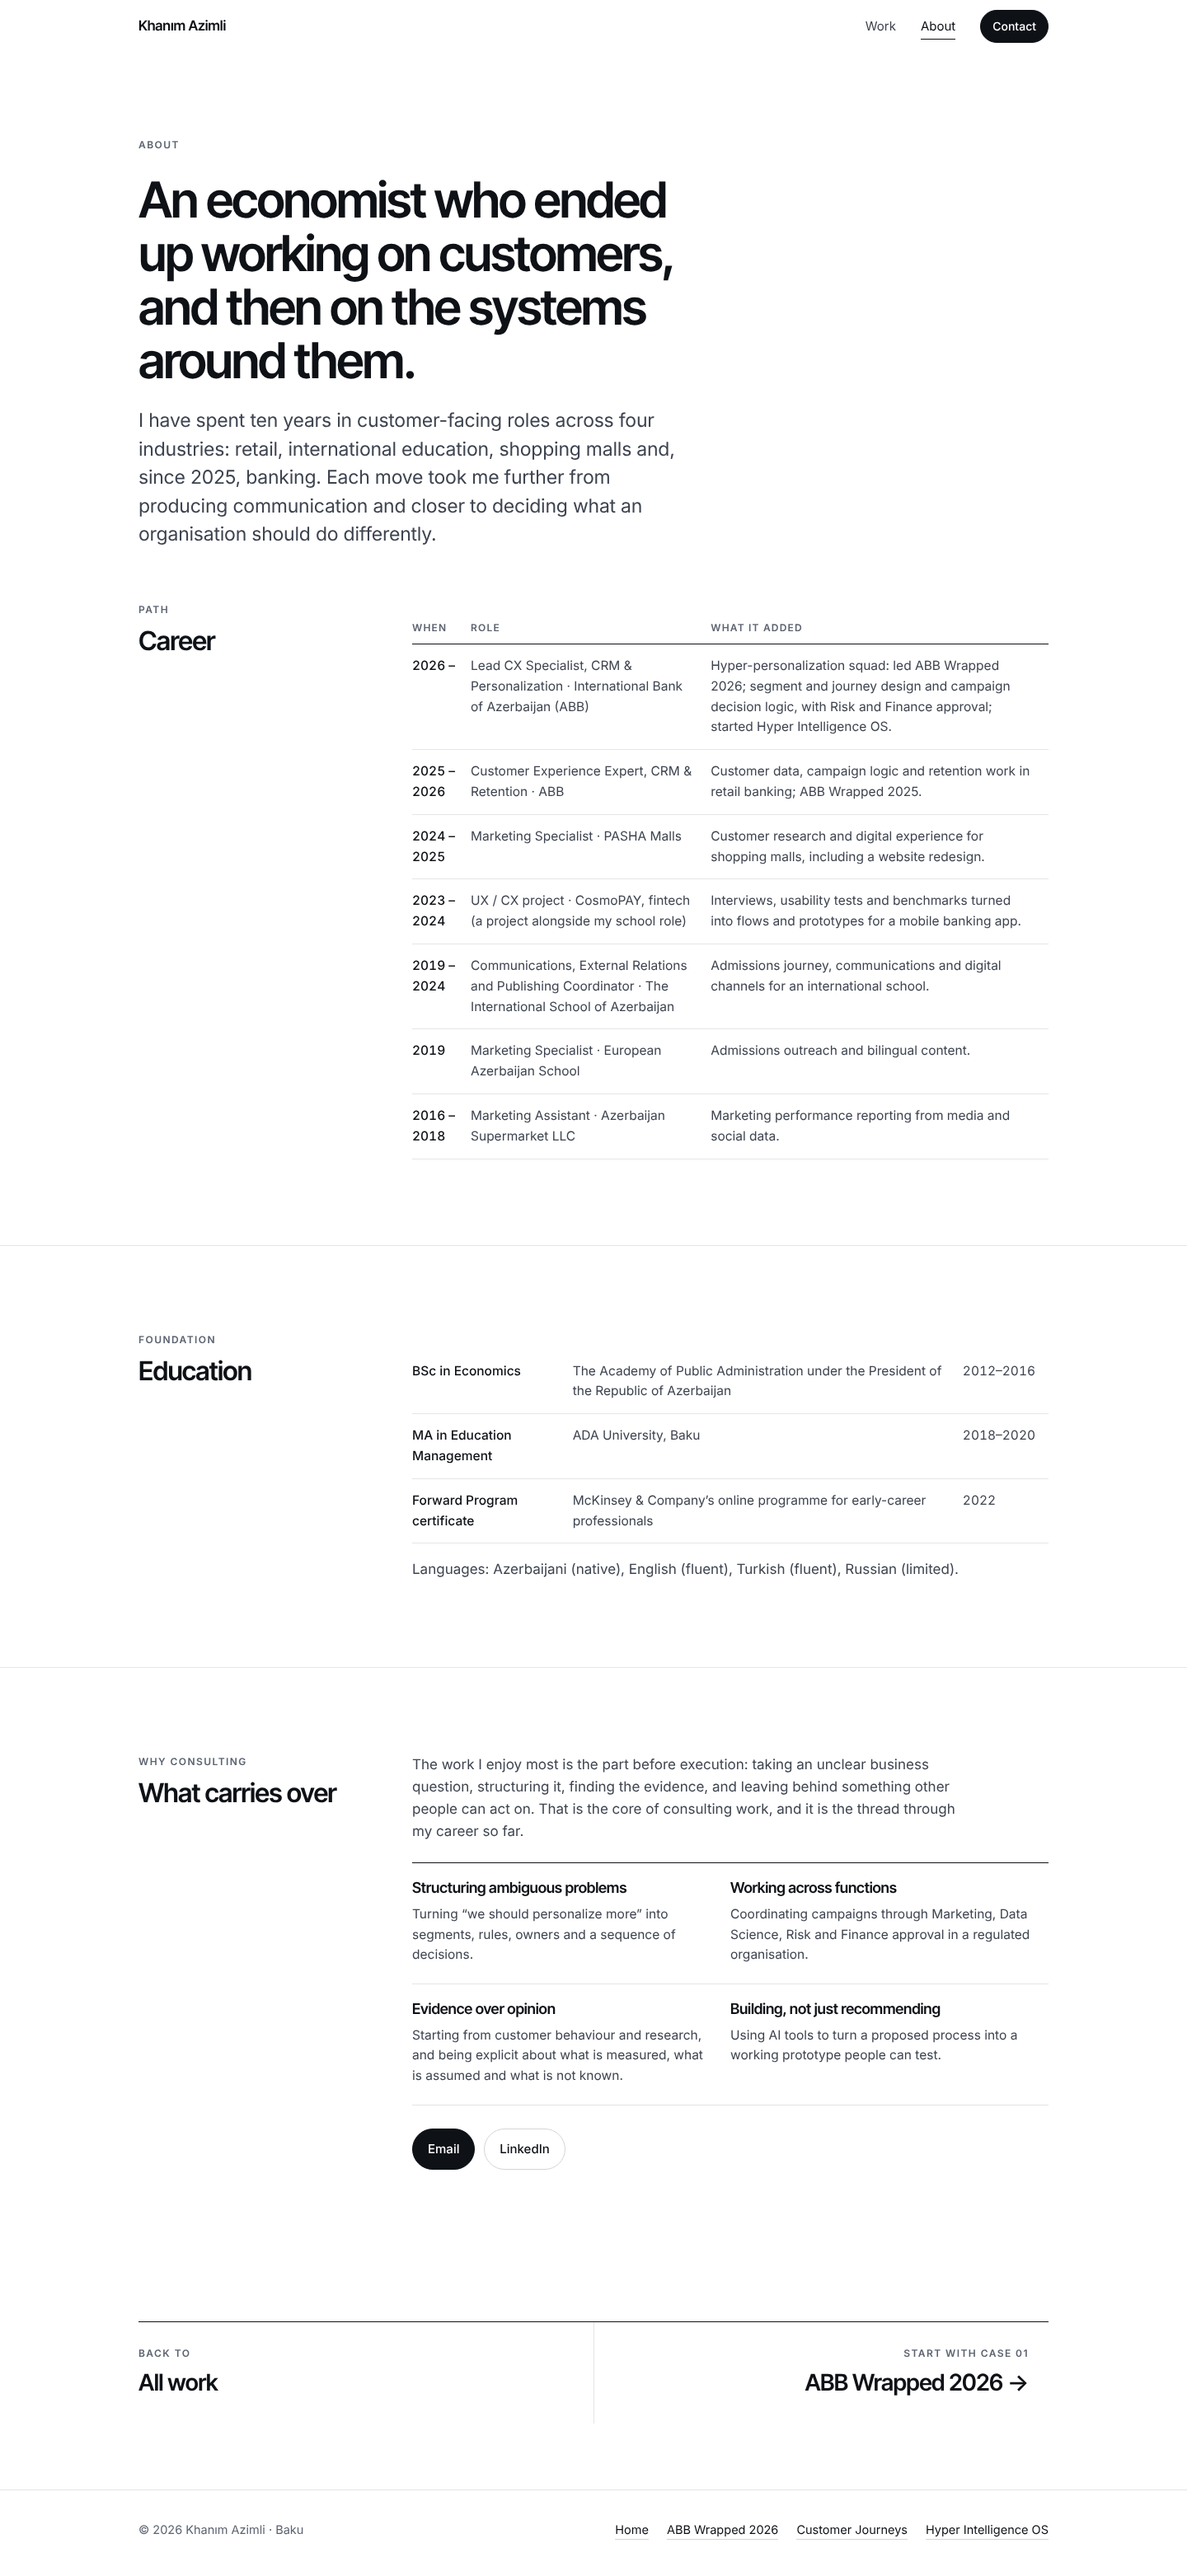 Khanım Azimli
Work About Contact
ABOUT
An economist who ended
up working on customers,
and then on the systems
around them.
I have spent ten years in customer-facing roles across four
industries: retail, international education, shopping malls and,
since 2025, banking. Each move took me further from
producing communication and closer to deciding what an
organisation should do differently.
PATH
Career
WHEN ROLE WHAT IT ADDED
2026 –
Lead CX Specialist, CRM &
Personalization · International Bank
of Azerbaijan (ABB)
Hyper-personalization squad: led ABB Wrapped
2026; segment and journey design and campaign
decision logic, with Risk and Finance approval;
started Hyper Intelligence OS.
2025 –
2026
Customer Experience Expert, CRM &
Retention · ABB
Customer data, campaign logic and retention work in
retail banking; ABB Wrapped 2025.
2024 –
2025
Marketing Specialist · PASHA Malls
Customer research and digital experience for
shopping malls, including a website redesign.
2023 –
2024
UX / CX project · CosmoPAY, fintech
(a project alongside my school role)
Interviews, usability tests and benchmarks turned
into flows and prototypes for a mobile banking app.
2019 –
2024
Communications, External Relations
and Publishing Coordinator · The
International School of Azerbaijan
Admissions journey, communications and digital
channels for an international school.
2019
Marketing Specialist · European
Azerbaijan School
Admissions outreach and bilingual content.
2016 –
2018
Marketing Assistant · Azerbaijan
Supermarket LLC
Marketing performance reporting from media and
social data.
FOUNDATION
Education
BSc in Economics
The Academy of Public Administration under the President of
the Republic of Azerbaijan
2012–2016
MA in Education
Management
ADA University, Baku
2018–2020
Forward Program
certificate
McKinsey & Company’s online programme for early-career
professionals
2022
Languages: Azerbaijani (native), English (fluent), Turkish (fluent), Russian (limited).
WHY CONSULTING
What carries over
The work I enjoy most is the part before execution: taking an unclear business
question, structuring it, finding the evidence, and leaving behind something other
people can act on. That is the core of consulting work, and it is the thread through
my career so far.
Structuring ambiguous problems
Turning “we should personalize more” into
segments, rules, owners and a sequence of
decisions.
Working across functions
Coordinating campaigns through Marketing, Data
Science, Risk and Finance approval in a regulated
organisation.
Evidence over opinion
Starting from customer behaviour and research,
and being explicit about what is measured, what
is assumed and what is not known.
Building, not just recommending
Using AI tools to turn a proposed process into a
working prototype people can test.
Email LinkedIn
BACK TO
All work
START WITH CASE 01
ABB Wrapped 2026 →
© 2026 Khanım Azimli · Baku
Home ABB Wrapped 2026 Customer Journeys Hyper Intelligence OS